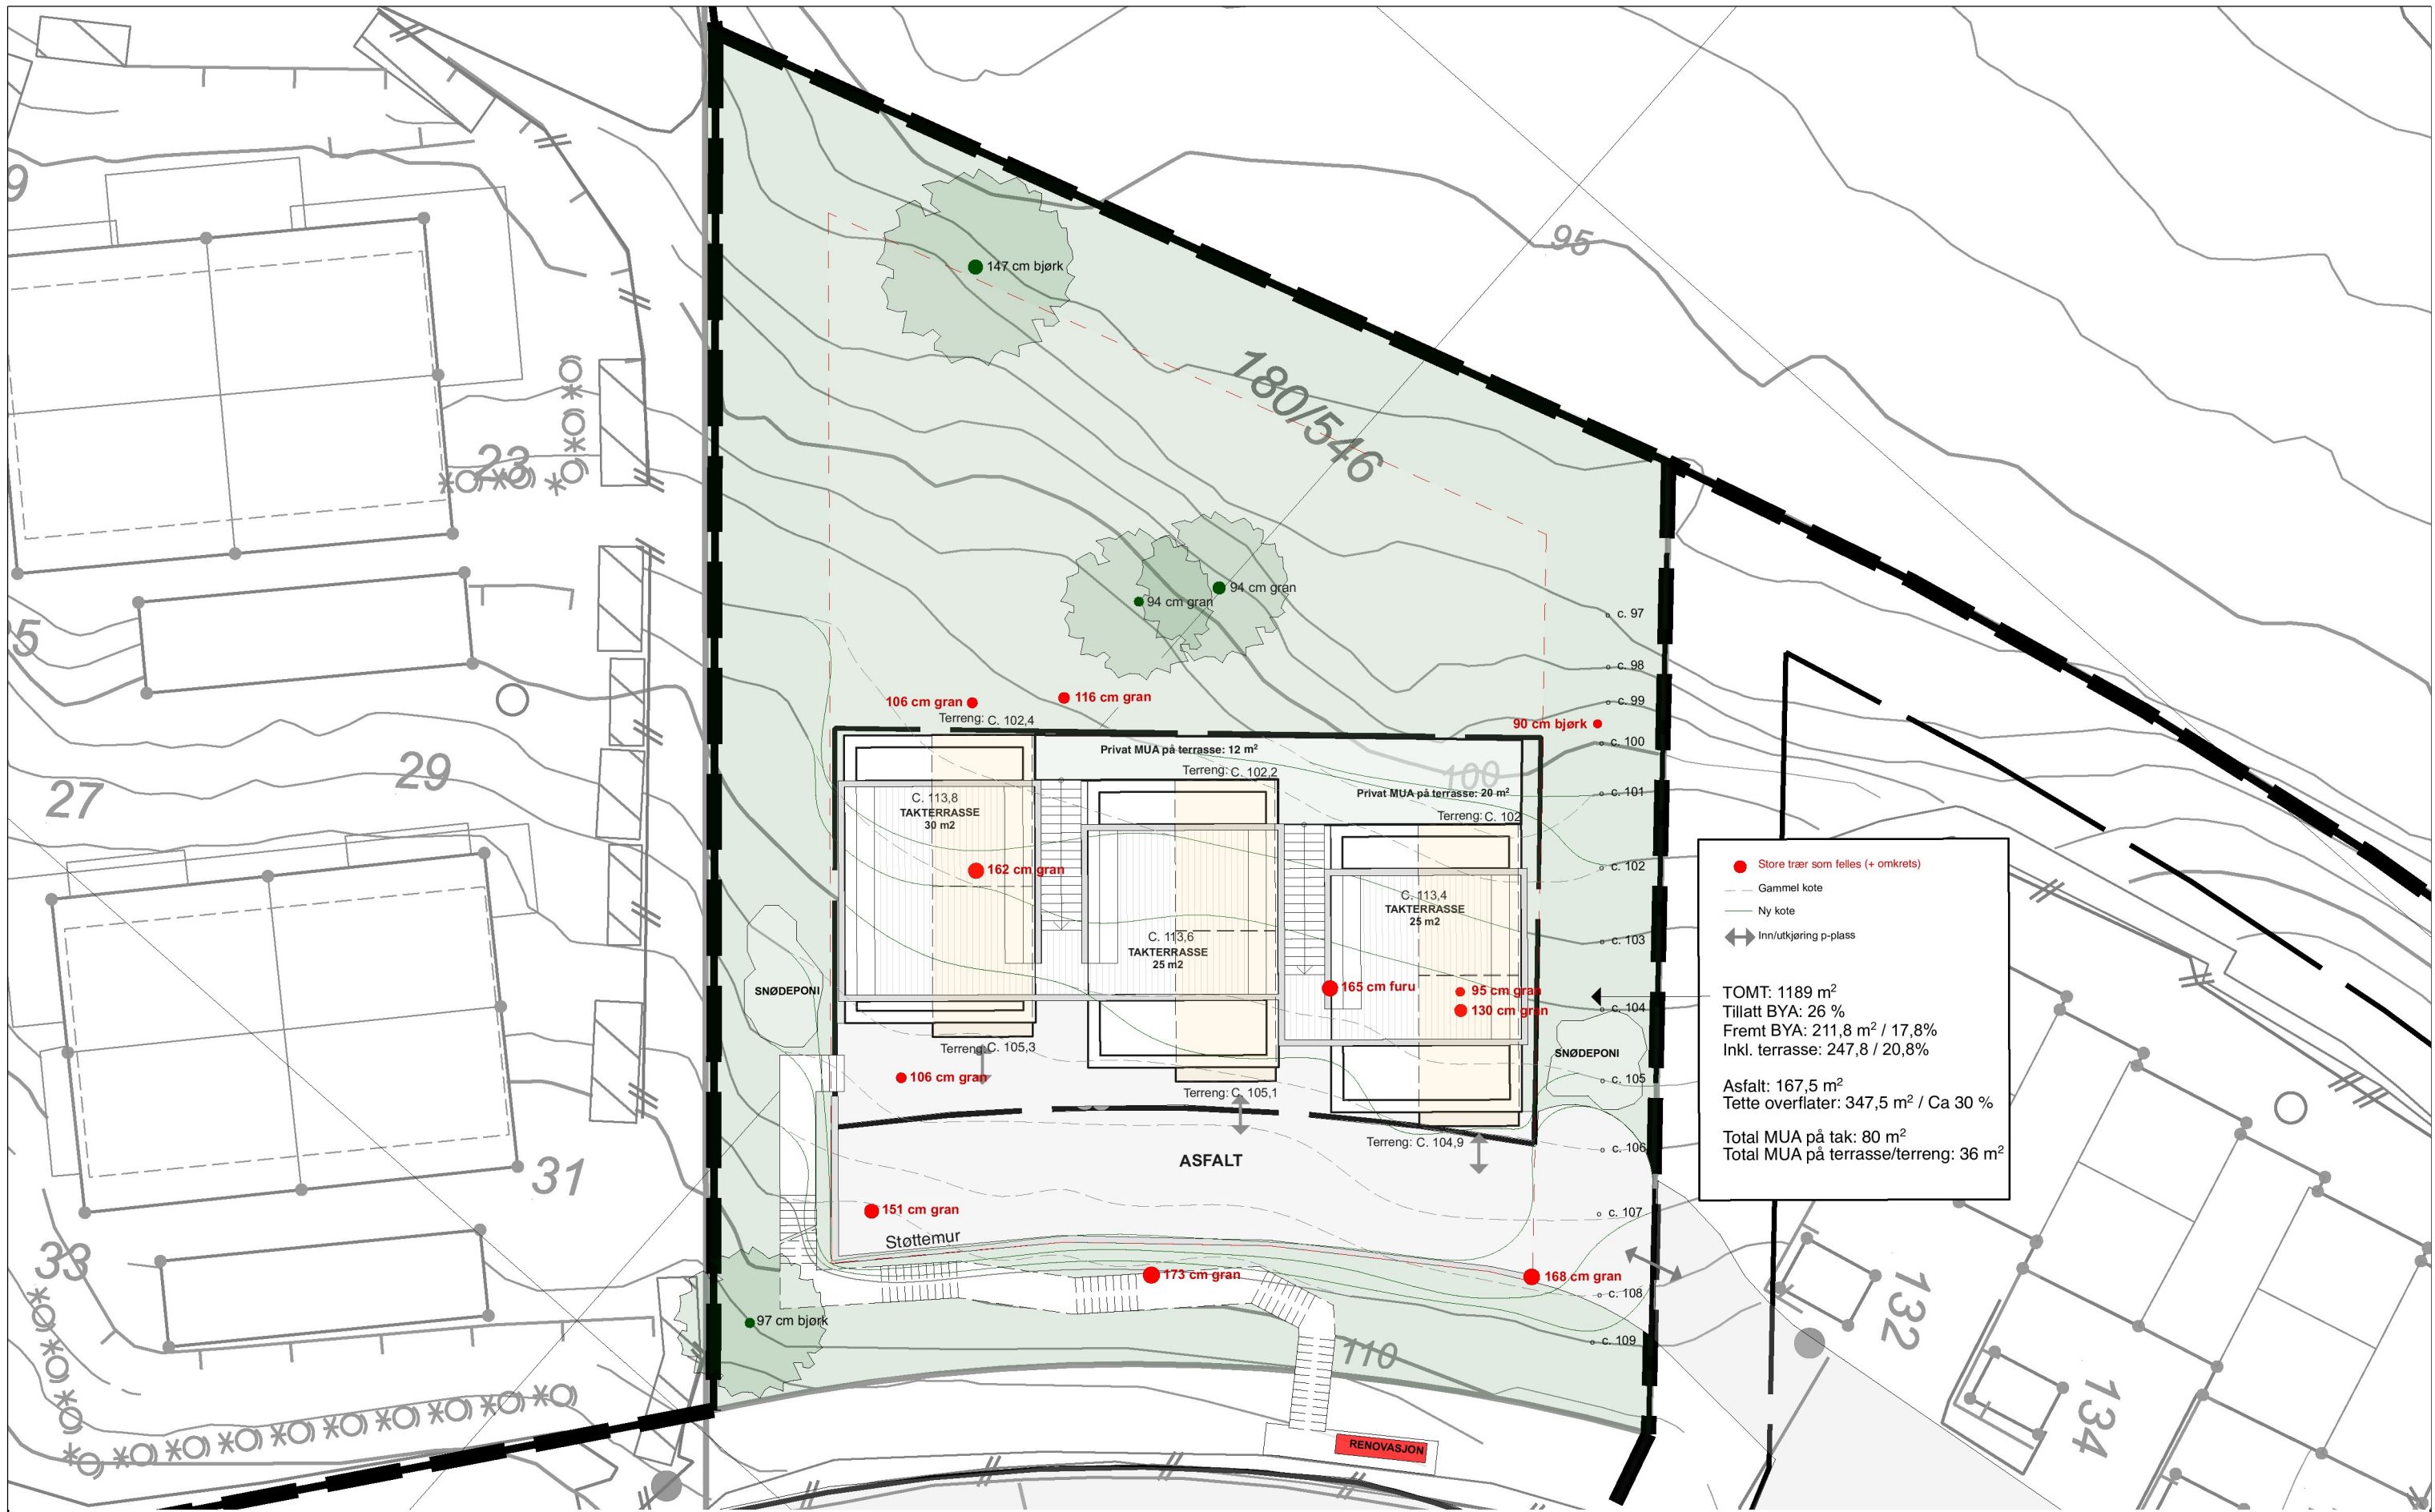 9
95
147 cm bjørk
180/546
23
94 cm gran
94 cm gran
c. 97
5
c. 98
106 cm gran
116 cm gran
c. 99
Terreng: C. 102,4
90 cm bjørk
c. 100
Privat MUA på terrasse: 12 m²
Terreng: C. 102,2
100
29
27
Privat MUA på terrasse: 20 m²
c. 101
C. 113,8
TAKTERRASSE
30 m2
Terreng: C. 102
162 cm gran
c. 102
C. 113,4
TAKTERRASSE
25 m2
C. 113,6
TAKTERRASSE
25 m2
c. 103
SNØDEPONI
165 cm furu
95 cm gran
130 cm gran
c. 104
Terreng: C. 105,3
SNØDEPONI
106 cm gran
c. 105
Terreng: C. 105,1
Terreng: C. 104,9
c. 106
ASFALT
31
151 cm gran
c. 107
Støttemur
33
173 cm gran
168 cm gran
c. 108
97 cm bjørk
c. 109
110
132
134
RENOVASJON
Store trær som felles (+ omkrets)
Gammel kote
Ny kote
Inn/utkjøring p-plass
TOMT: 1189 m²
Tillatt BYA: 26 %
Fremt BYA: 211,8 m² / 17,8%
Inkl. terrasse: 247,8 / 20,8%
Asfalt: 167,5 m²
Tette overflater: 347,5 m² / Ca 30 %
Total MUA på tak: 80 m²
Total MUA på terrasse/terreng: 36 m²